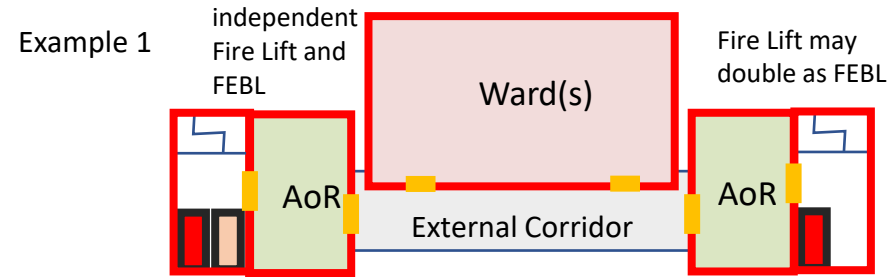 Example 1
independent
Fire Lift and
FEBL
Ward(s)
Fire Lift may
double as FEBL
AoR
External Corridor
AoR